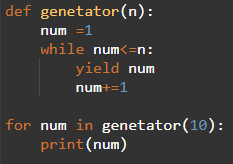 def genetator(n):
    num =1
    while num<=n:
        yield num
        num+=1

for num in genetator(10):
    print(num)